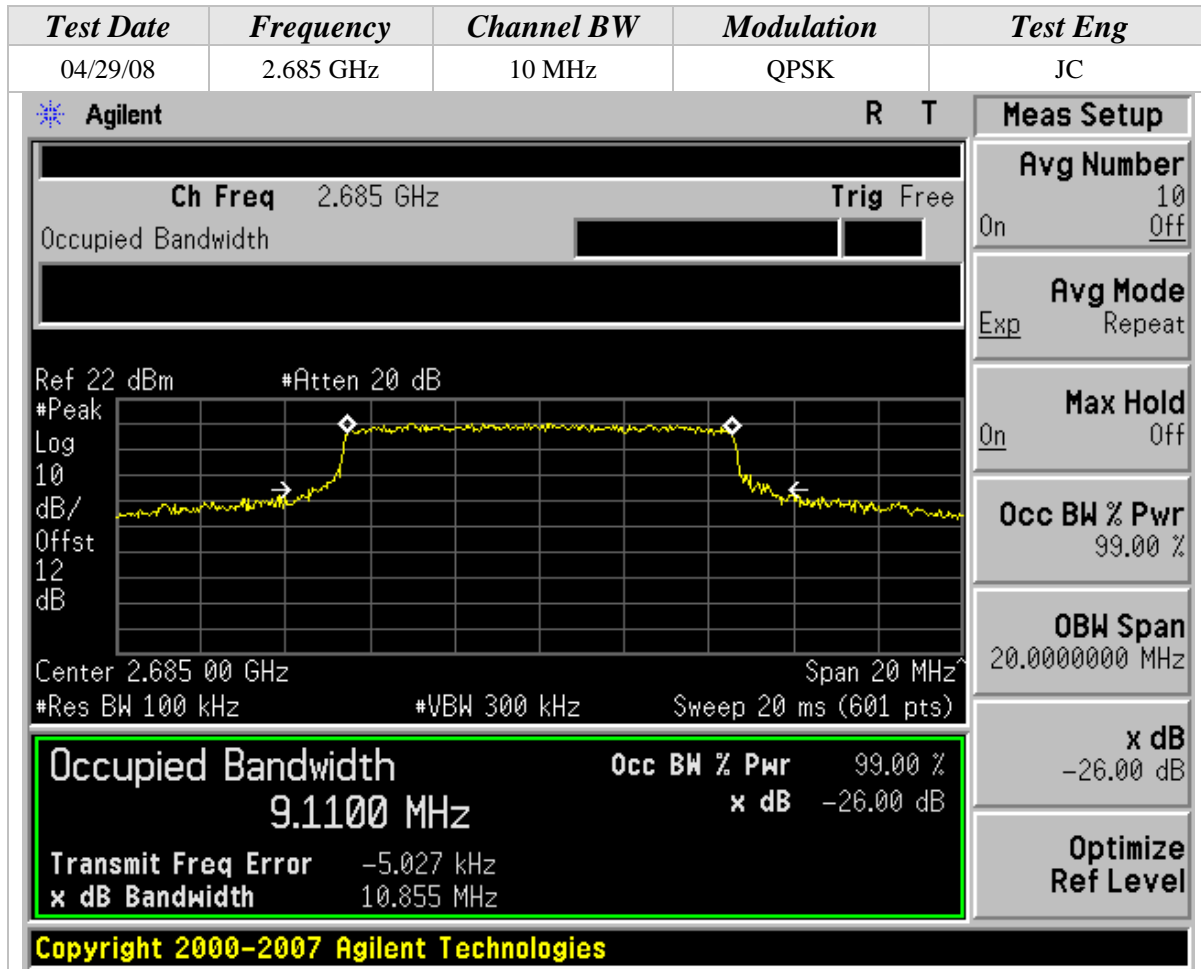 Test Date Frequency Channel BW Modulation Test Eng
04/29/08 2.685 GHz 10 MHz QPSK JC
Agilent R T
Ch Freq 2.685 GHz Trig Free
Occupied Bandwidth
Ref 22 dBm #Atten 20 dB
#Peak
Log
10
dB/
Offst
12
dB
Center 2.685 00 GHz Span 20 MHz^
#Res BW 100 kHz #VBW 300 kHz Sweep 20 ms (601 pts)
Occupied Bandwidth Occ BW % Pwr 99.00 %
9.1100 MHz x dB -26.00 dB
Transmit Freq Error -5.027 kHz
x dB Bandwidth 10.855 MHz
Copyright 2000-2007 Agilent Technologies
Meas Setup
Avg Number
10
On Off
Avg Mode
Exp Repeat
Max Hold
On Off
Occ BW % Pwr
99.00 %
OBW Span
20.0000000 MHz
x dB
-26.00 dB
Optimize
Ref Level